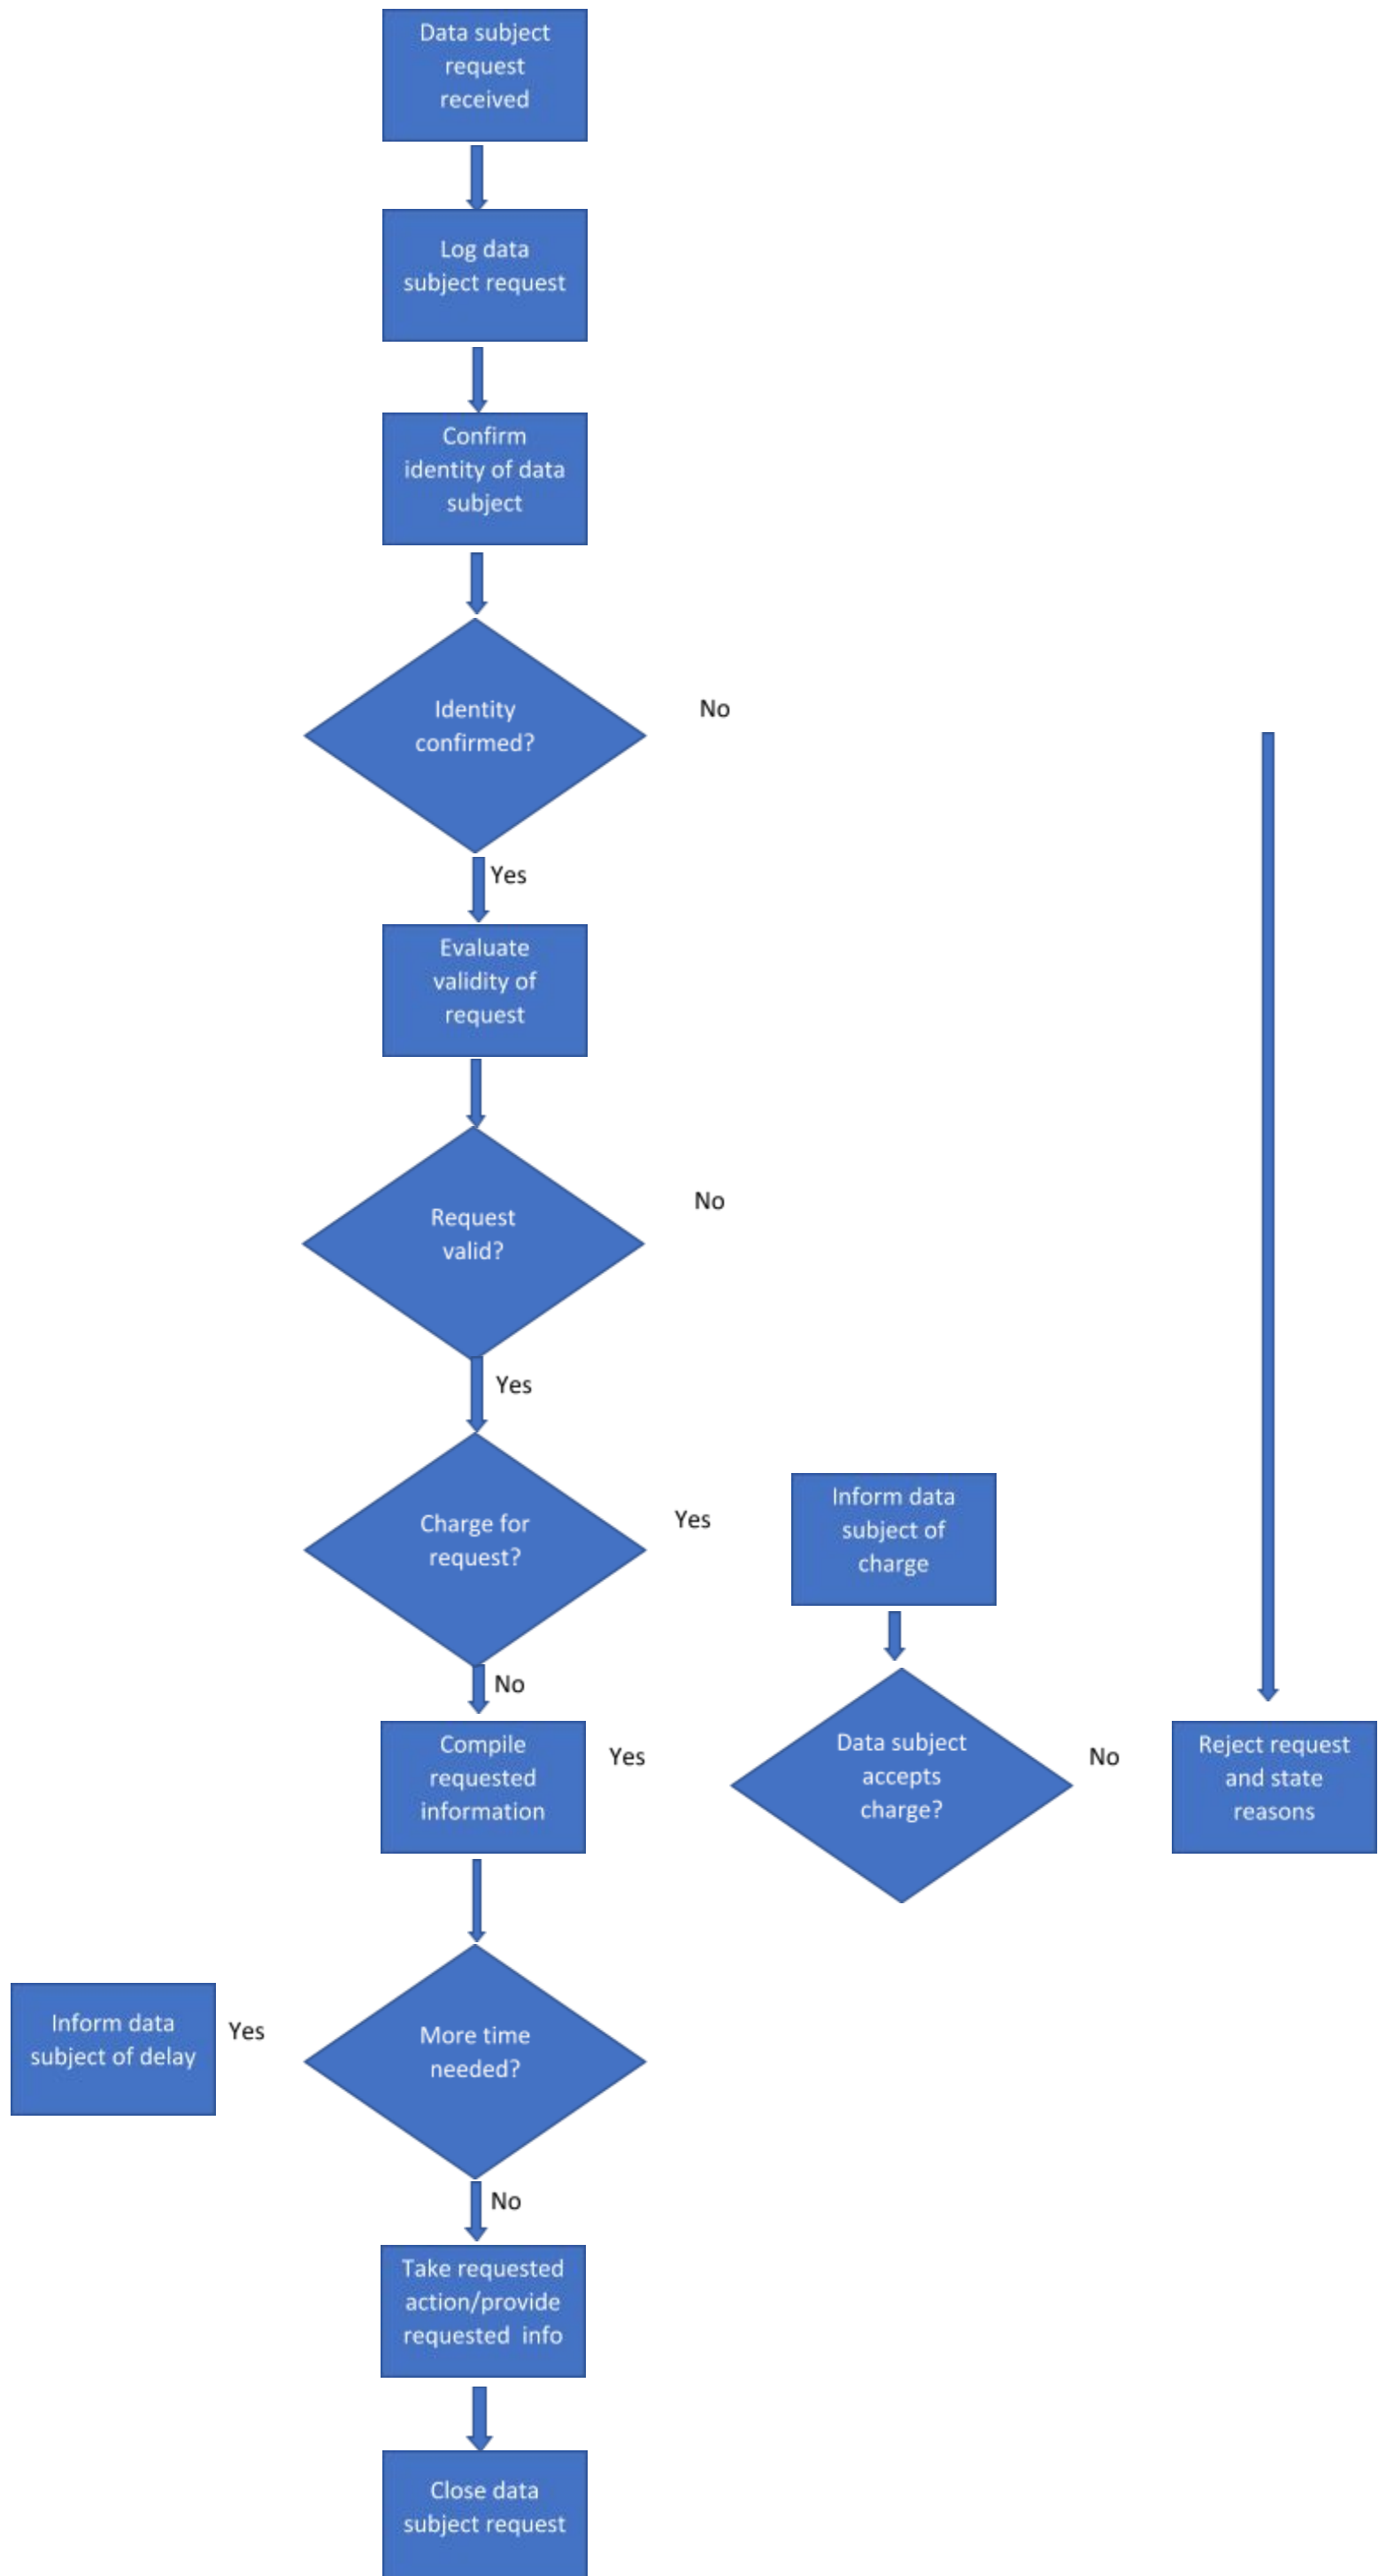 Data subject
request
received
Log data
subject request
Confirm
identity of data
subject
Identity
confirmed?
No
Yes
Evaluate
validity of
request
Request
valid?
No
Yes
Charge for
request?
Yes
Inform data
subject of
charge
No
Compile
requested
information
Yes
Data subject
accepts
charge?
No
Reject request
and state
reasons
Inform data
subject of delay
Yes
More time
needed?
No
Take requested
action/provide
requested  info
Close data
subject request